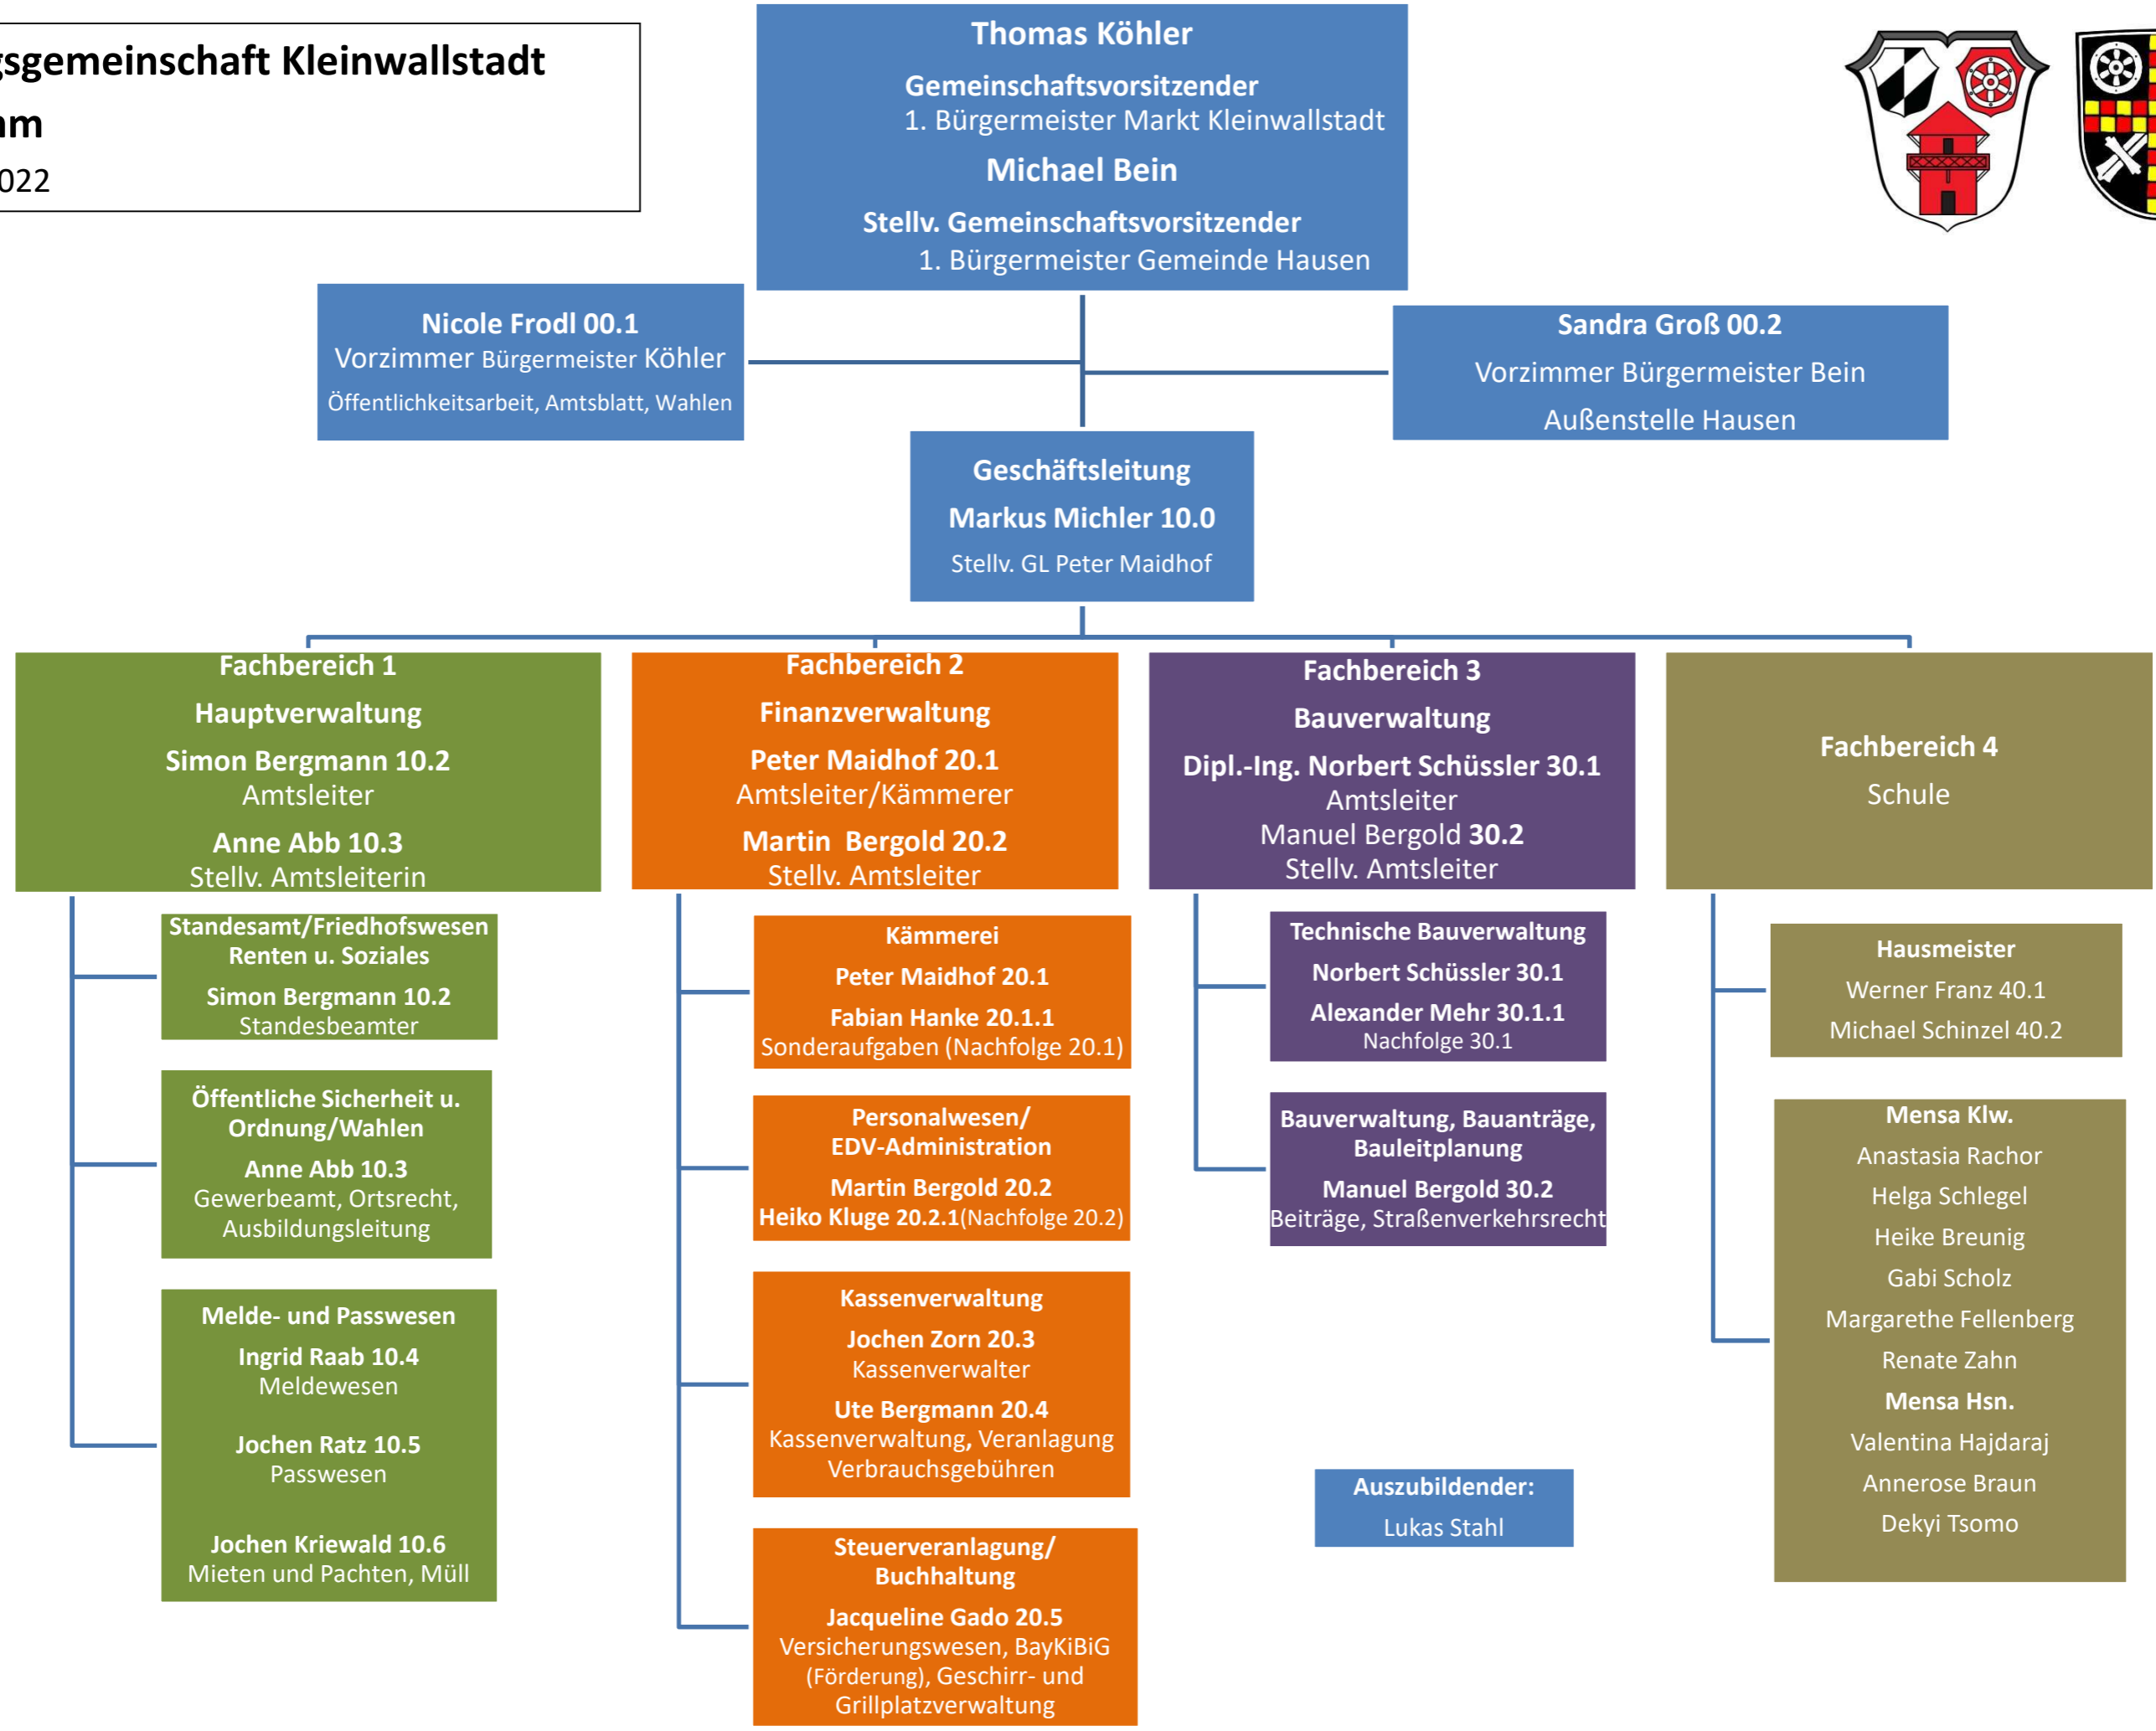 gsgemeinschaft Kleinwallstadt
022
Thomas Köhler
Gemeinschaftsvorsitzender
1. Bürgermeister Markt Kleinwallstadt
Michael Bein
Stellv. Gemeinschaftsvorsitzender
1. Bürgermeister Gemeinde Hausen
Nicole Frodl 00.1
Vorzimmer Bürgermeister Köhler
Öffentlichkeitsarbeit, Amtsblatt, Wahlen
Sandra Groß 00.2
Vorzimmer Bürgermeister Bein
Außenstelle Hausen
Geschäftsleitung
Markus Michler 10.0
Stellv. GL Peter Maidhof
Fachbereich 1
Hauptverwaltung
Simon Bergmann 10.2
Amtsleiter
Anne Abb 10.3
Stellv. Amtsleiterin
Standesamt/Friedhofswesen
Renten u. Soziales
Simon Bergmann 10.2
Standesbeamter
Öffentliche Sicherheit u.
Ordnung/Wahlen
Anne Abb 10.3
Gewerbeamt, Ortsrecht,
Ausbildungsleitung
Melde- und Passwesen
Ingrid Raab 10.4
Meldewesen
Jochen Ratz 10.5
Passwesen
Jochen Kriewald 10.6
Mieten und Pachten, Müll
Fachbereich 2
Finanzverwaltung
Peter Maidhof 20.1
Amtsleiter/Kämmerer
Martin Bergold 20.2
Stellv. Amtsleiter
Kämmerei
Peter Maidhof 20.1
Fabian Hanke 20.1.1
Sonderaufgaben (Nachfolge 20.1)
Personalwesen/
EDV-Administration
Martin Bergold 20.2
Heiko Kluge 20.2.1(Nachfolge 20.2)
Kassenverwaltung
Jochen Zorn 20.3
Kassenverwalter
Ute Bergmann 20.4
Kassenverwaltung, Veranlagung
Verbrauchsgebühren
Steuerveranlagung/
Buchhaltung
Jacqueline Gado 20.5
Versicherungswesen, BayKiBiG
(Förderung), Geschirr- und
Grillplatzverwaltung
Fachbereich 3
Bauverwaltung
Dipl.-Ing. Norbert Schüssler 30.1
Amtsleiter
Manuel Bergold 30.2
Stellv. Amtsleiter
Technische Bauverwaltung
Norbert Schüssler 30.1
Alexander Mehr 30.1.1
Nachfolge 30.1
Bauverwaltung, Bauanträge,
Bauleitplanung
Manuel Bergold 30.2
Beiträge, Straßenverkehrsrecht
Auszubildender:
Lukas Stahl
Fachbereich 4
Schule
Hausmeister
Werner Franz 40.1
Michael Schinzel 40.2
Mensa Klw.
Anastasia Rachor
Helga Schlegel
Heike Breunig
Gabi Scholz
Margarethe Fellenberg
Renate Zahn
Mensa Hsn.
Valentina Hajdaraj
Annerose Braun
Dekyi Tsomo